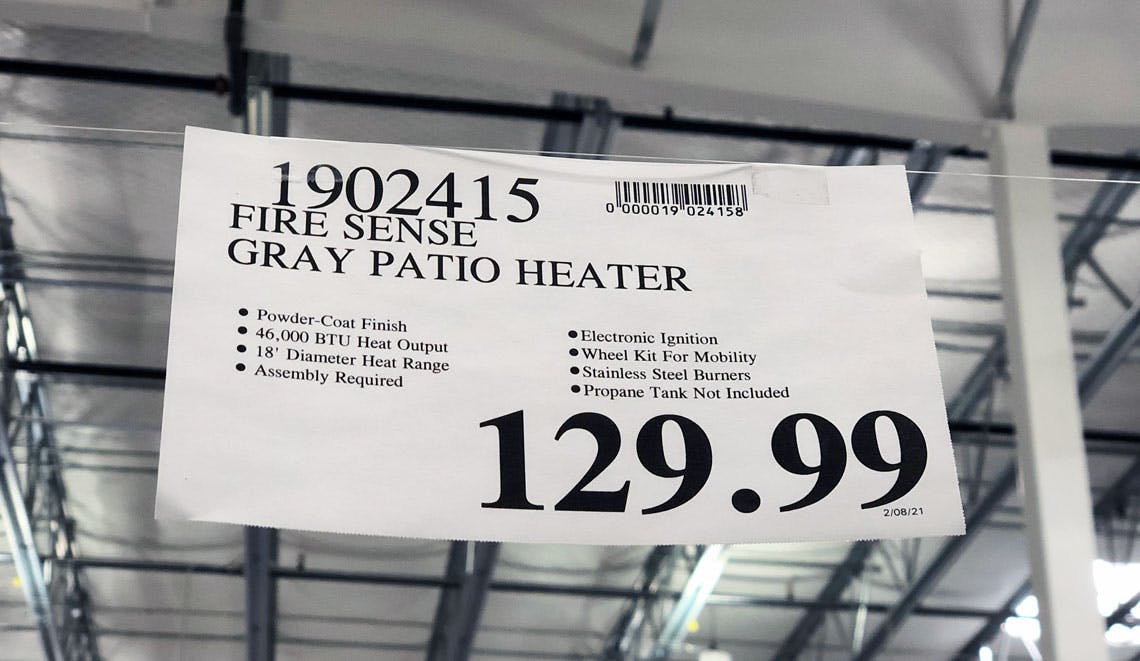 1902415
0 000019 024158
FIRE SENSE
GRAY PATIO HEATER
• Powder-Coat Finish
• 46,000 BTU Heat Output
• 18' Diameter Heat Range
• Assembly Required
• Electronic Ignition
• Wheel Kit For Mobility
• Stainless Steel Burners
• Propane Tank Not Included
129.99
2/08/21